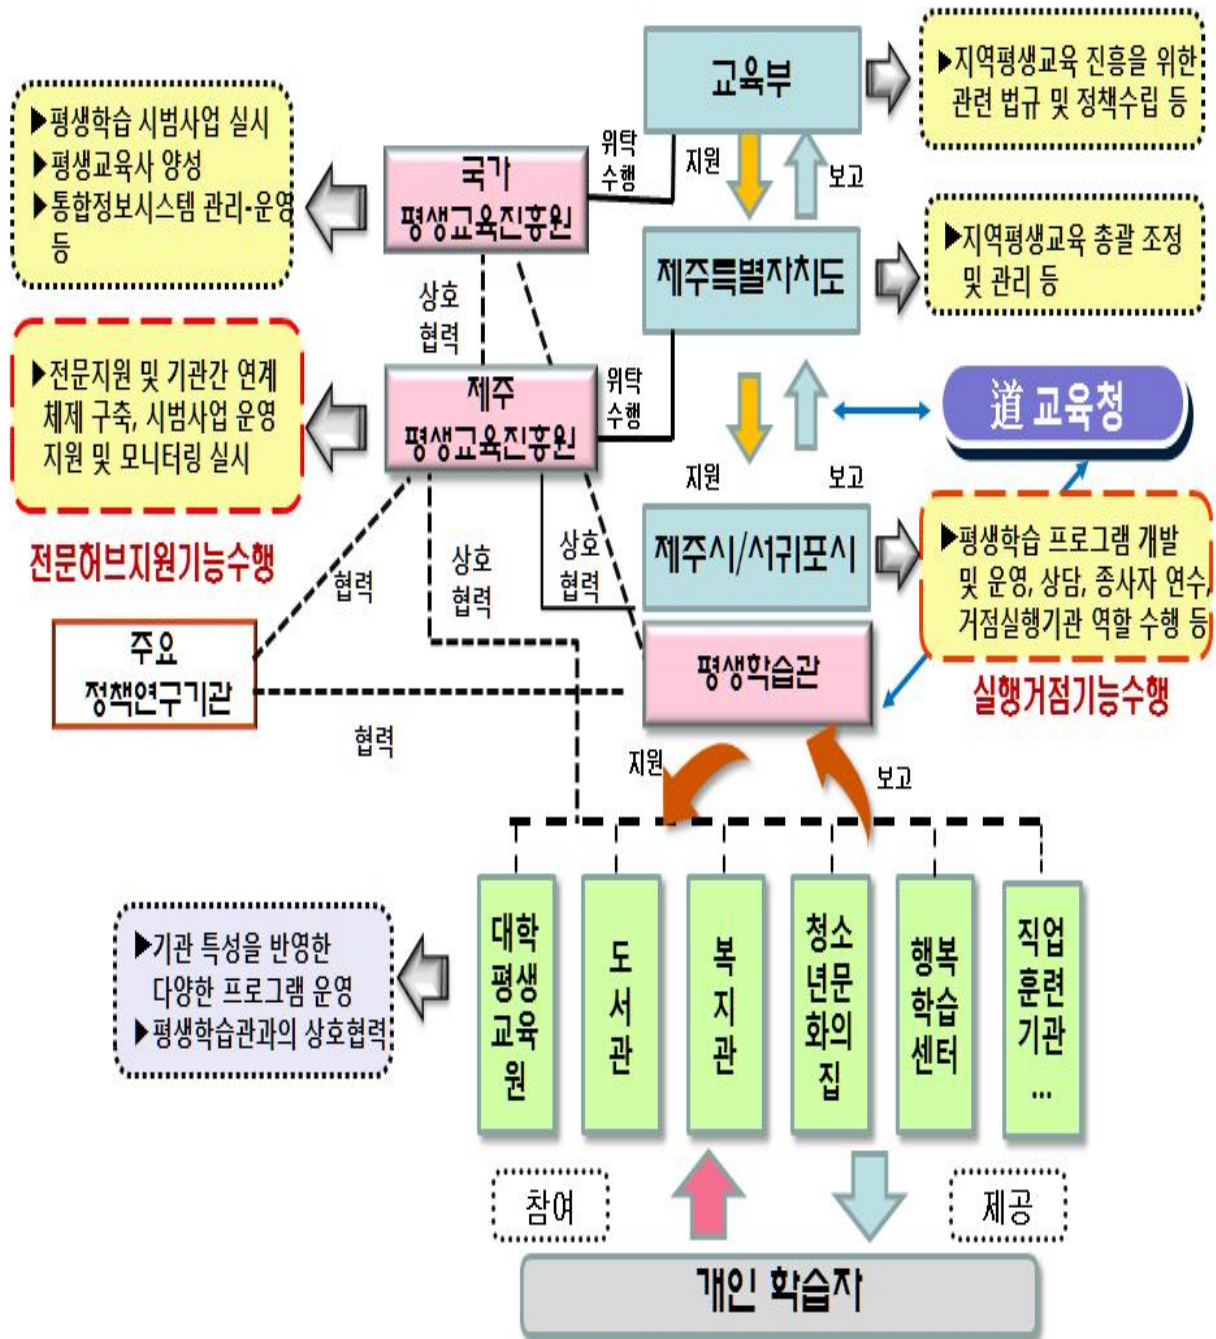 교육부
▶지역평생교육 진흥을 위한
관련 법규 및 정책수립 등
▶평생학습 시범사업 실시
▶평생교육사 양성
▶통합정보시스템 관리-운영
등
국가
평생교육진흥원
위탁
수행
지원
보고
제주특별자치도
▶지역평생교육 총괄 조정
및 관리 등
상호
협력
▶전문지원 및 기관간 연계
체제 구축, 시범사업 운영
지원 및 모니터링 실시
제주
평생교육진흥원
위탁
수행
道 교육청
지원
보고
전문허브지원기능수행
협력
상호
협력
상호
협력
제주시/서귀포시
▶평생학습 프로그램 개발
및 운영, 상담, 종사자 연수,
거점실행기관 역할 수행 등
주요
정책연구기관
평생학습관
실행거점기능수행
협력
지원
보고
▶기관 특성을 반영한
다양한 프로그램 운영
▶평생학습관과의 상호협력
대학
평생
교육
원
도
서
관
복
지
관
청소
년문
화의
집
행복
학습
센터
직업
훈련
기관
...
참여
제공
개인 학습자